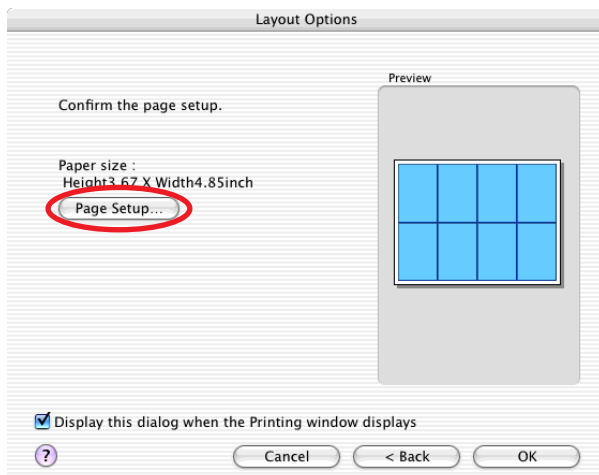 Layout Options
Preview
Confirm the page setup.
Paper size :
Height3.67 X Width4.85inch
Page Setup...
Display this dialog when the Printing window displays
?
Cancel
< Back
OK